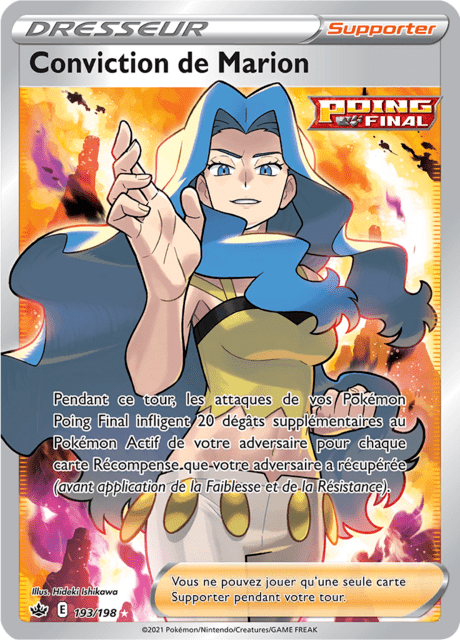 DRESSEUR
Supporter
Conviction de Marion
POING
FINAL
Pendant ce tour, les attaques de vos Pokémon
Poing Final infligent 20 dégâts supplémentaires au
Pokémon Actif de votre adversaire pour chaque
carte Récompense que votre adversaire a récupérée
(avant application de la Faiblesse et de la Résistance).
Illus. Hideki Ishikawa
E 193/198
Vous ne pouvez jouer qu'une seule carte
Supporter pendant votre tour.
©2021 Pokémon/Nintendo/Creatures/GAME FREAK